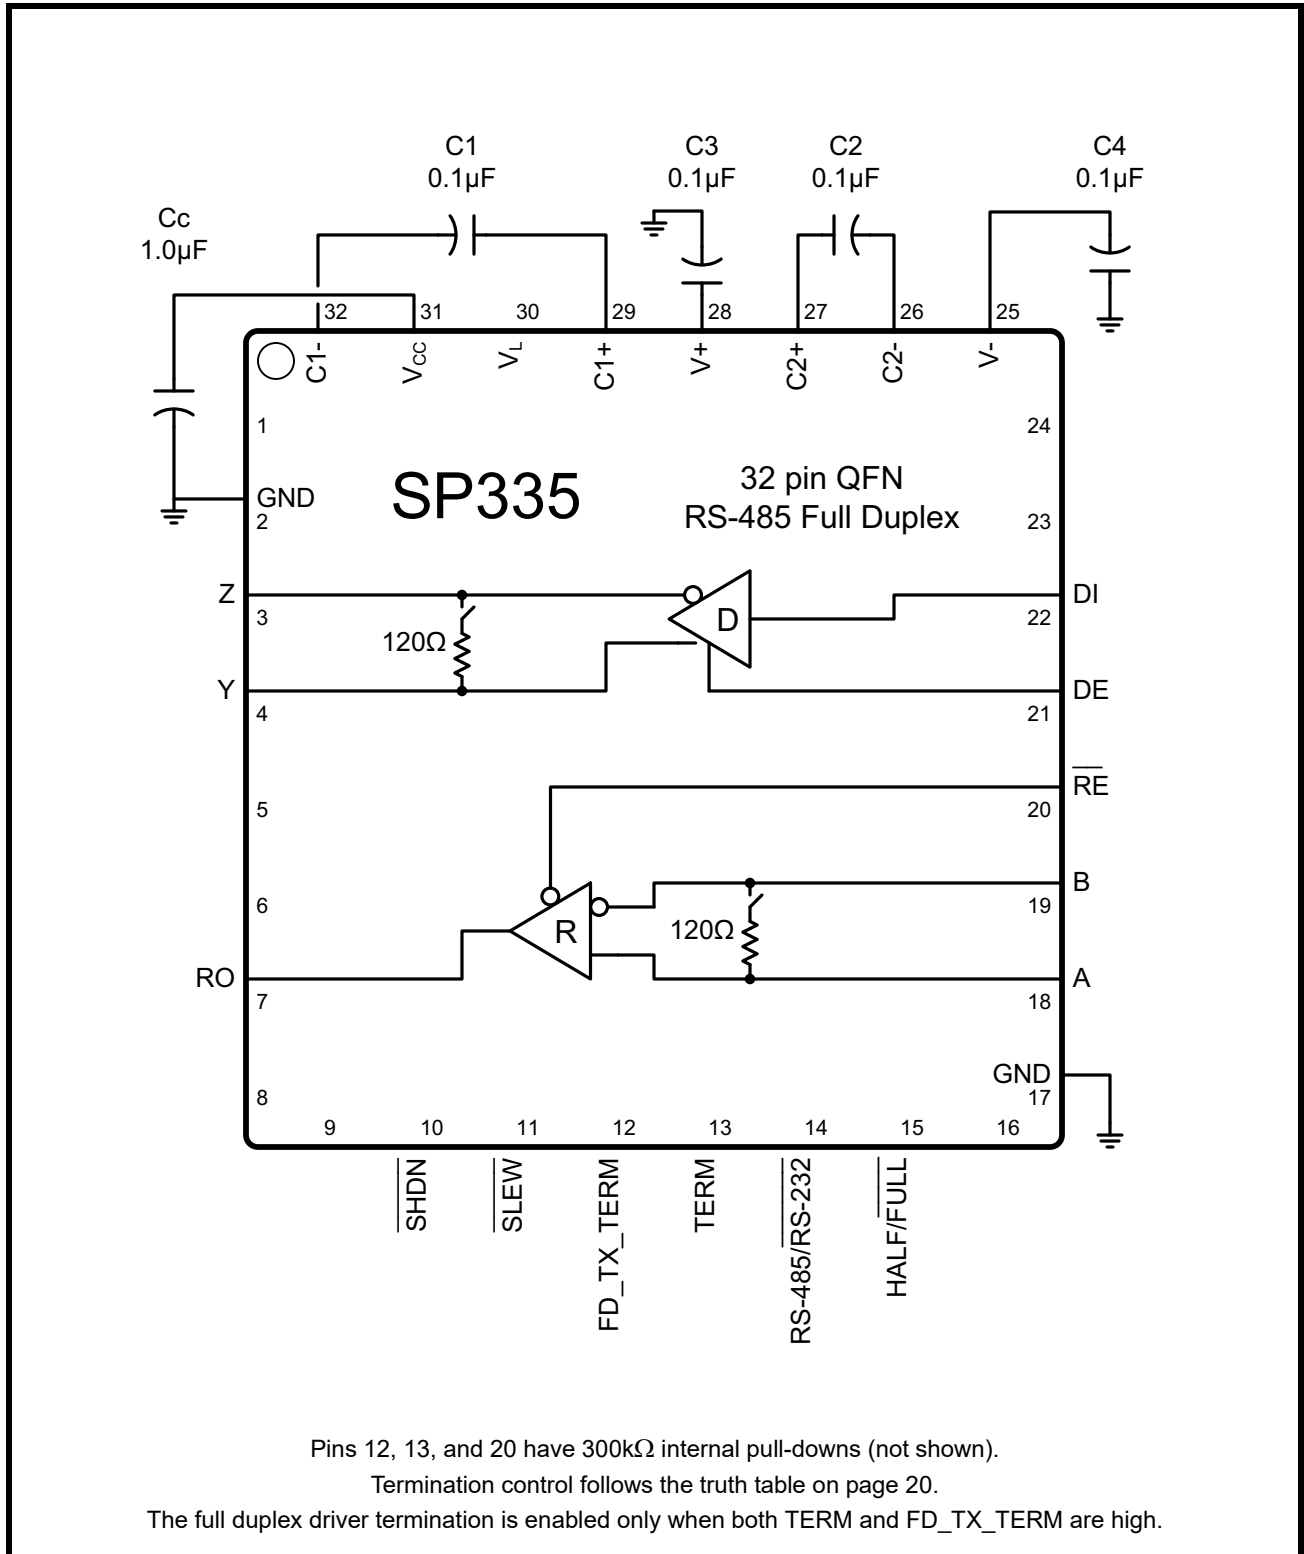 C1
0.1µF
C3
0.1µF
C2
0.1µF
C4
0.1µF
Cc
1.0µF
32
31
30
29
28
27
26
25
C1-
VCC
VL
C1+
V+
C2+
C2-
V-
1
24
SP335
32 pin QFN
RS-485 Full Duplex
GND
2
23
Z
3
DI
22
D
120Ω
Y
4
DE
21
RE
5
20
B
6
19
R
120Ω
RO
7
A
18
GND
8
17
9
10
11
12
13
14
15
16
SHDN
SLEW
FD_TX_TERM
TERM
RS-485/RS-232
HALF/FULL
Pins 12, 13, and 20 have 300kΩ internal pull-downs (not shown).
Termination control follows the truth table on page 20.
The full duplex driver termination is enabled only when both TERM and FD_TX_TERM are high.